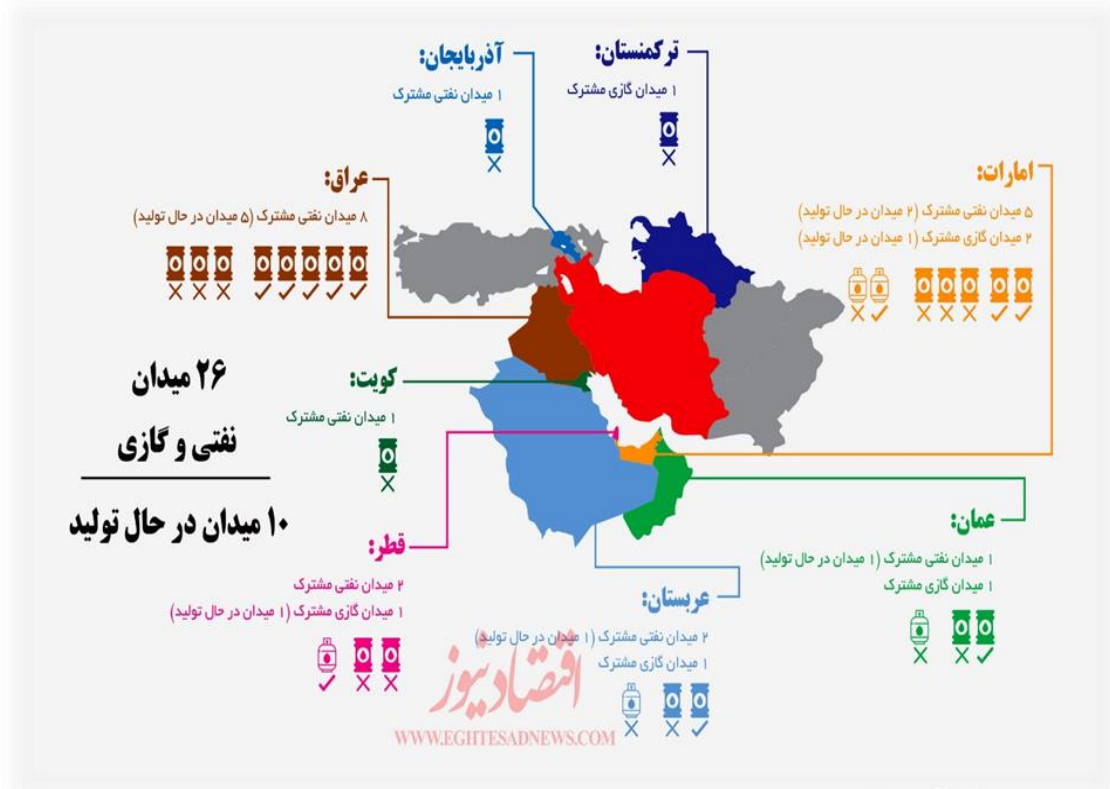 ترکمنستان:
۱ میدان گازی مشترک
آذربایجان:
۱ میدان نفتی مشترک
امارات:
۵ میدان نفتی مشترک (۲ میدان در حال تولید)
۲ میدان گازی مشترک (۱ میدان در حال تولید)
عراق:
۸ میدان نفتی مشترک (۵ میدان در حال تولید)
۲۶ میدان
نفتی و گازی
۱۰ میدان در حال تولید
کویت:
۱ میدان نفتی مشترک
قطر:
۲ میدان نفتی مشترک
۱ میدان گازی مشترک (۱ میدان در حال تولید)
عمان:
۱ میدان نفتی مشترک (۱ میدان در حال تولید)
۱ میدان گازی مشترک
عربستان:
۲ میدان نفتی مشترک (۱ میدان در حال تولید)
۱ میدان گازی مشترک
اقتصادنیوز
WWW.EGHTESADNEWS.COM